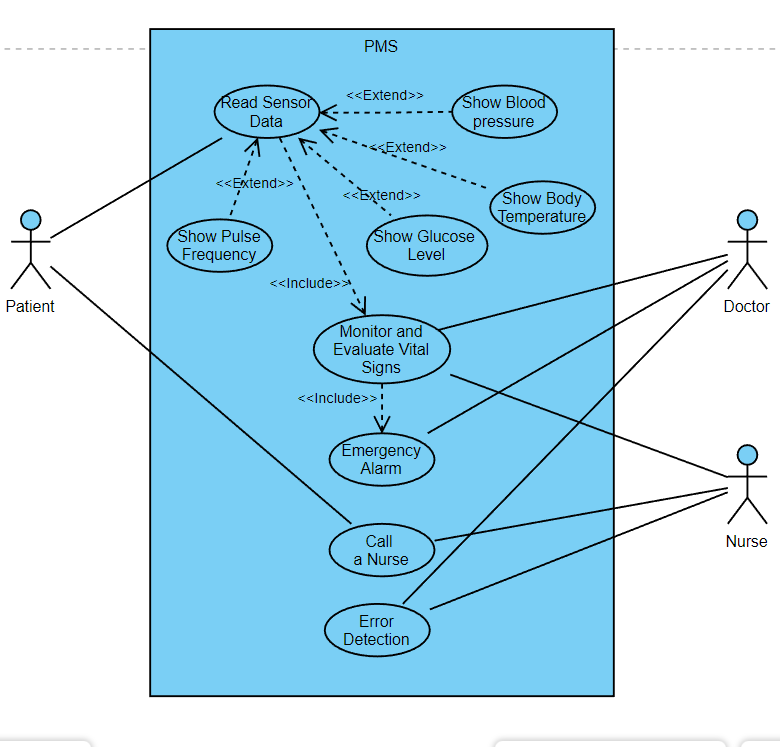 PMS
Read Sensor
Data
<<Extend>>
Show Blood
pressure
<<Extend>>
<<Extend>>
<<Extend>>
Show Body
Temperature
Show Pulse
Frequency
Show Glucose
Level
<<Include>>
Patient
Doctor
Monitor and
Evaluate Vital
Signs
<<Include>>
Emergency
Alarm
Call
a Nurse
Nurse
Error
Detection